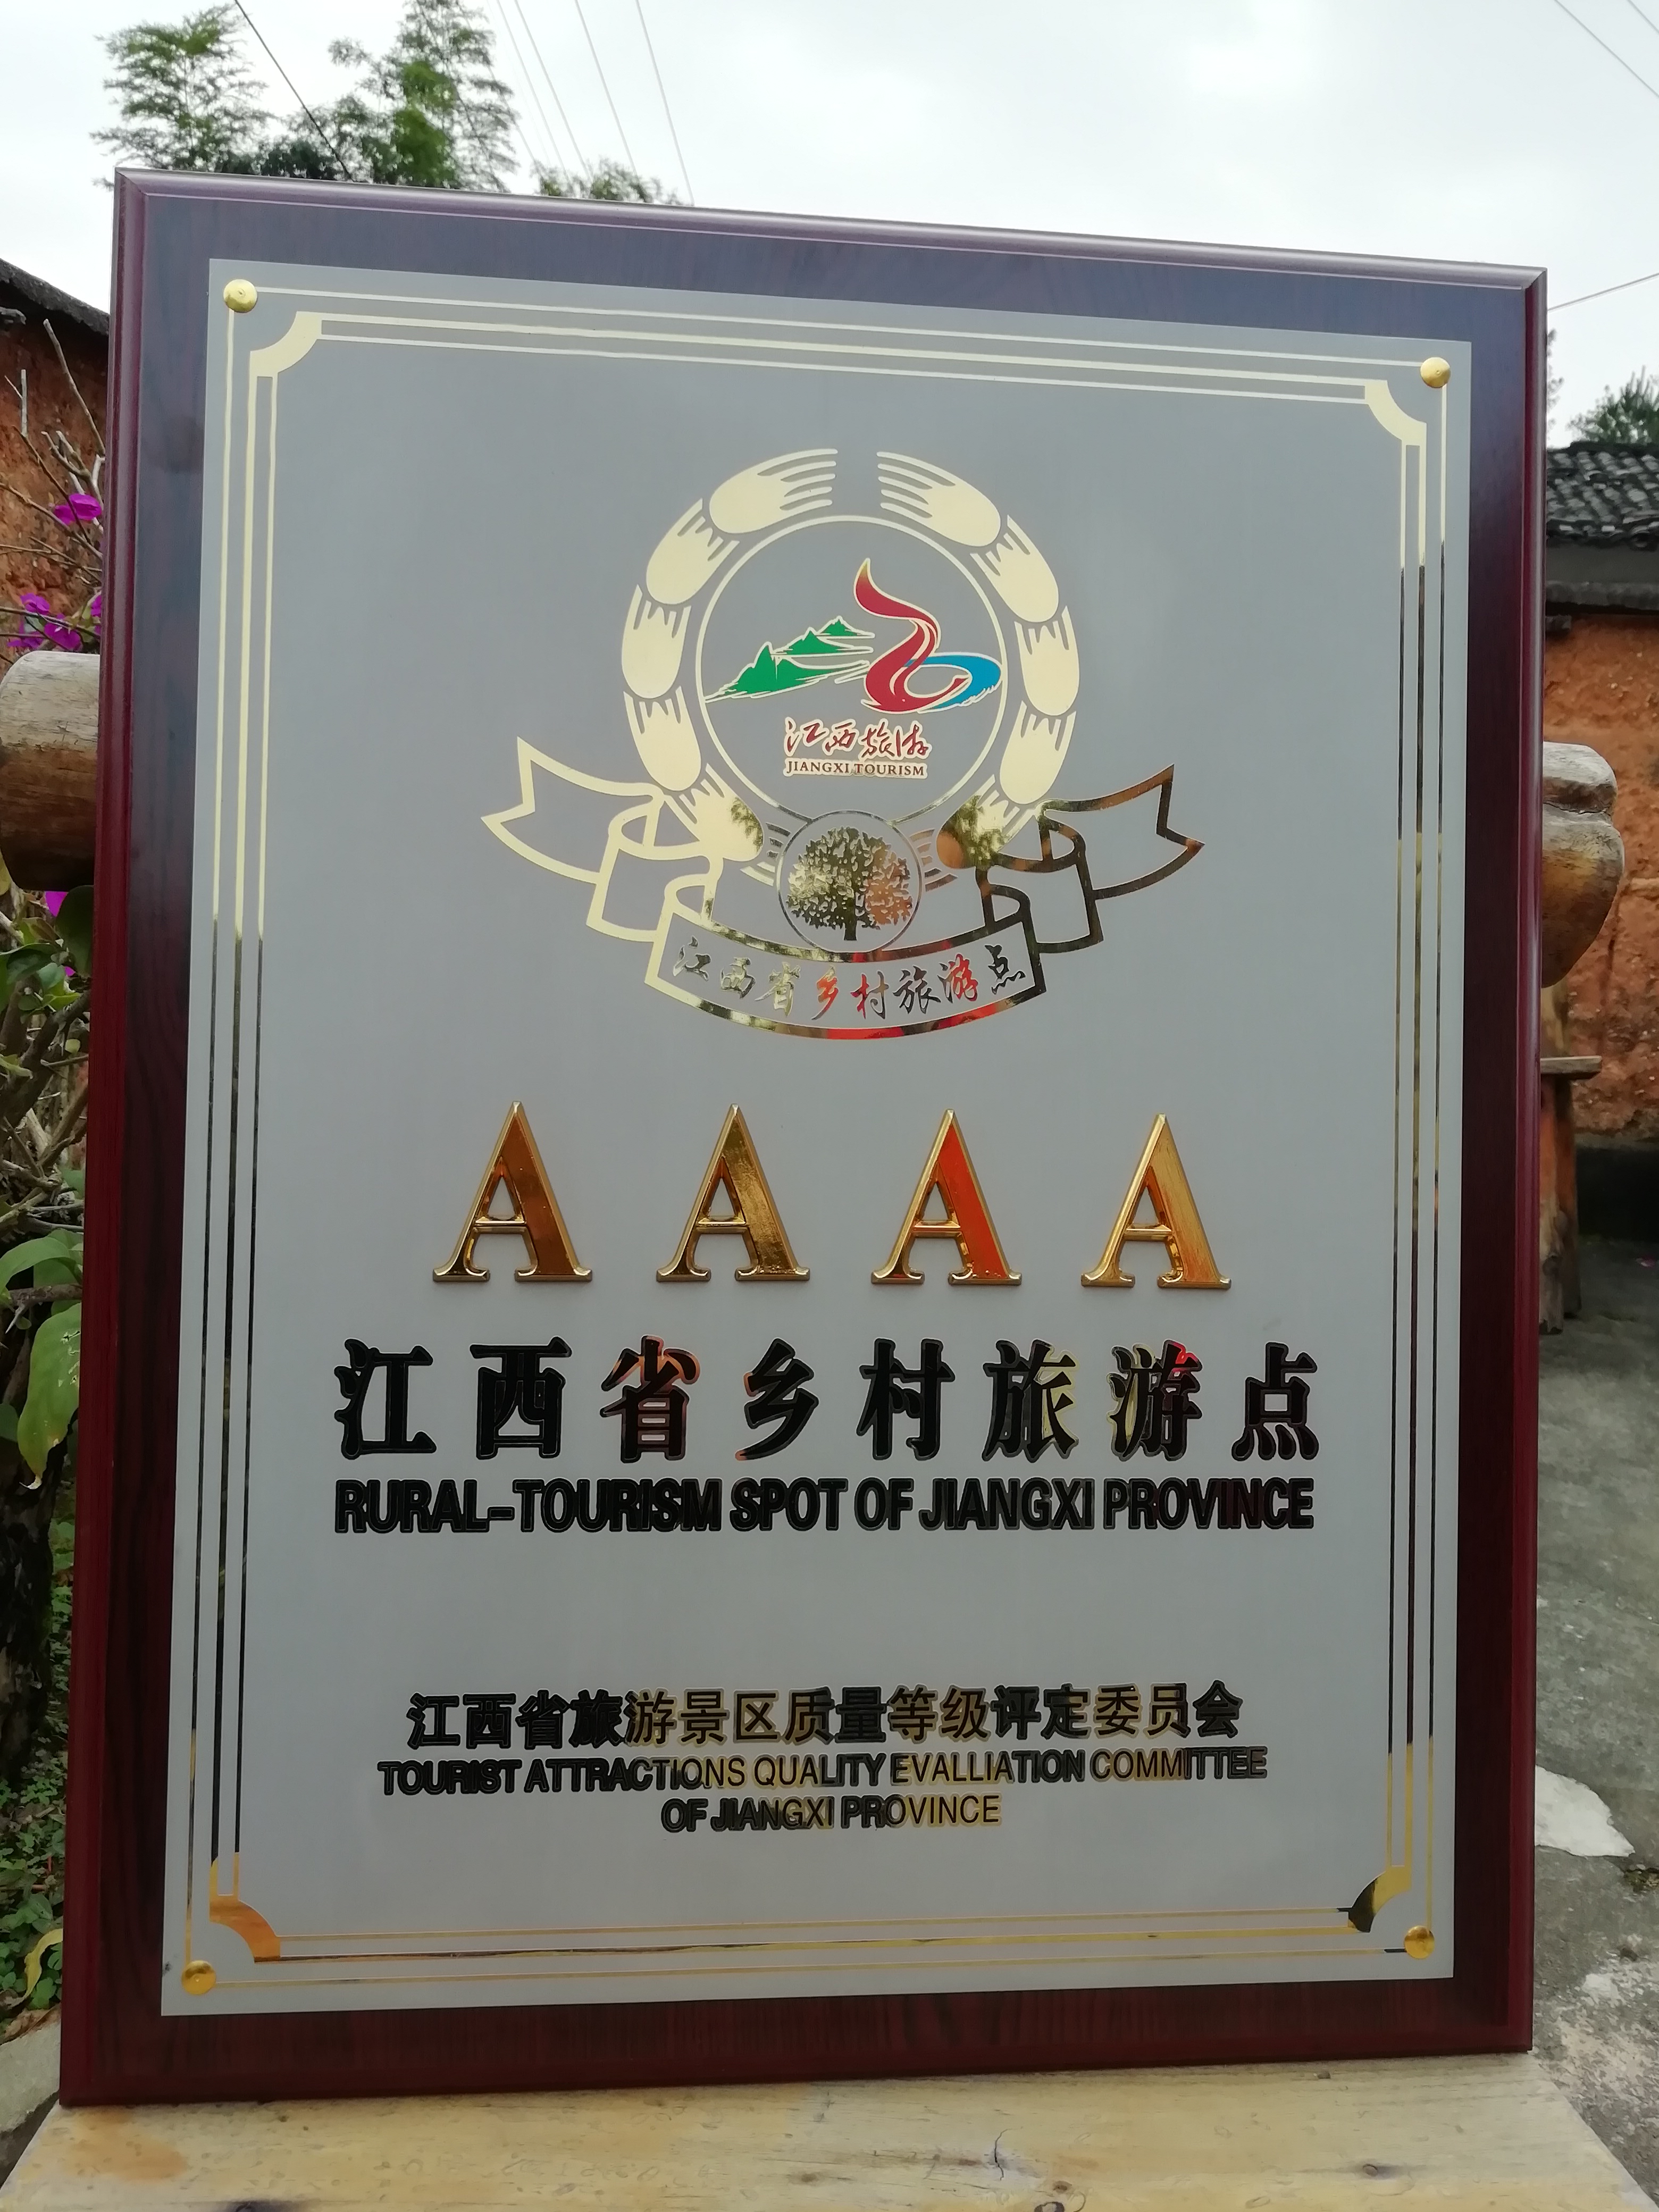 江西旅游
JIANGXI TOURISM
江西省乡村旅游点
A A A A
江西省乡村旅游点
RURAL-TOURISM SPOT OF JIANGXI PROVINCE
江西省旅游景区质量等级评定委员会
TOURIST ATTRACTIONS QUALITY EVALLIATION COMMITTEE
OF JIANGXI PROVINCE